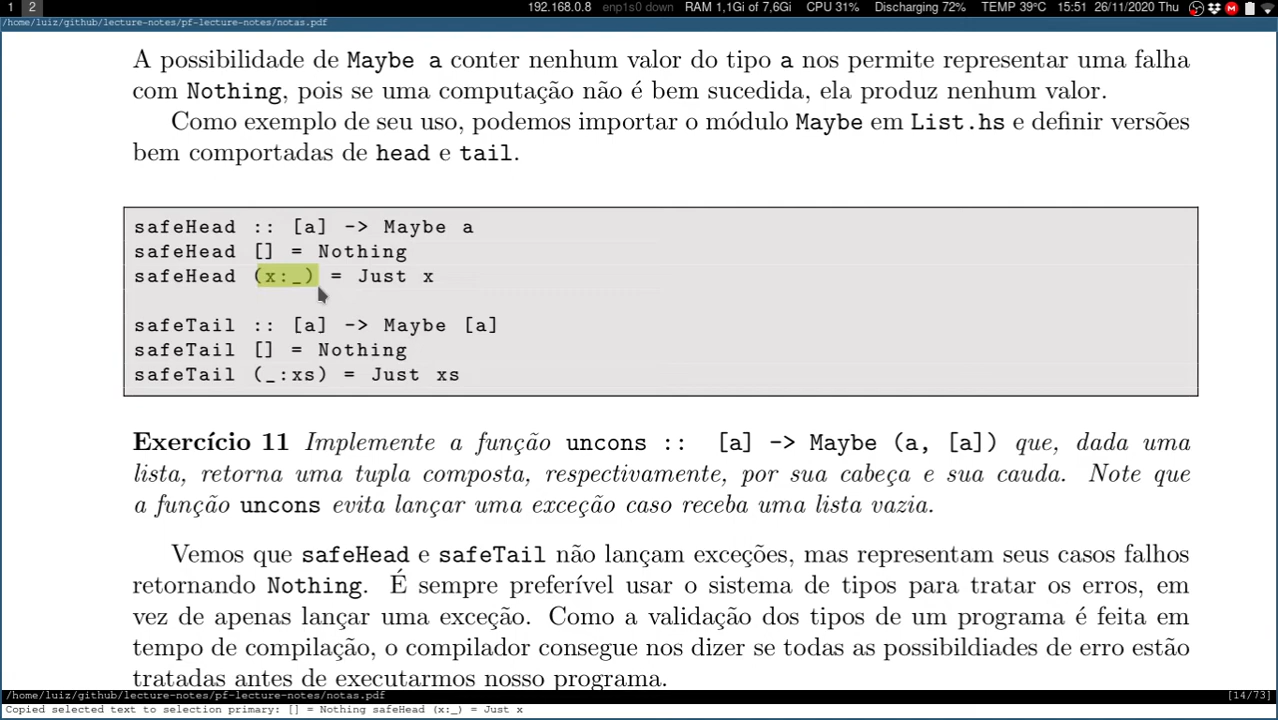 1 2 192.168.0.8 enp1s0 down RAM 1,1Gi of 7,6Gi CPU 31% Discharging 72% TEMP 39ºC 15:51 26/11/2020 Thu
/home/luiz/github/lecture-notes/pf-lecture-notes/notas.pdf
A possibilidade de Maybe a conter nenhum valor do tipo a nos permite representar uma falha
com Nothing, pois se uma computação não é bem sucedida, ela produz nenhum valor.
Como exemplo de seu uso, podemos importar o módulo Maybe em List.hs e definir versões
bem comportadas de head e tail.
safeHead :: [a] -> Maybe a
safeHead [] = Nothing
safeHead (x:_) = Just x
safeTail :: [a] -> Maybe [a]
safeTail [] = Nothing
safeTail (_:xs) = Just xs
Exercício 11 Implemente a função uncons :: [a] -> Maybe (a, [a]) que, dada uma
lista, retorna uma tupla composta, respectivamente, por sua cabeça e sua cauda. Note que
a função uncons evita lançar uma exceção caso receba uma lista vazia.
Vemos que safeHead e safeTail não lançam exceções, mas representam seus casos falhos
retornando Nothing. É sempre preferível usar o sistema de tipos para tratar os erros, em
vez de apenas lançar uma exceção. Como a validação dos tipos de um programa é feita em
tempo de compilação, o compilador consegue nos dizer se todas as possibildiades de erro estão
tratadas antes de executarmos nosso programa.
/home/luiz/github/lecture-notes/pf-lecture-notes/notas.pdf [14/73]
Copied selected text to selection primary: [] = Nothing safeHead (x:_) = Just x